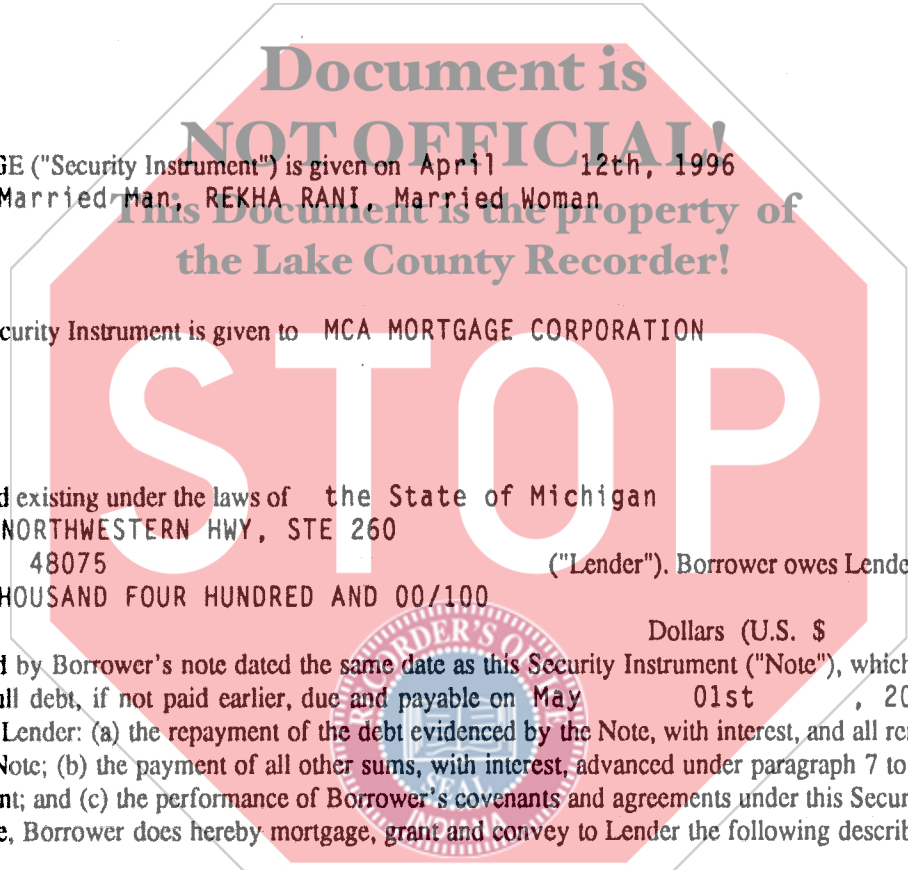 Document is
NOT OFFICIAL!
GE ("Security Instrument") is given on April 12th, 1996
Married Man, REKHA RANI, Married Woman
This Document is the property of
the Lake County Recorder!
curity Instrument is given to MCA MORTGAGE CORPORATION
STOP
d existing under the laws of the State of Michigan
NORTHWESTERN HWY, STE 260
48075 ("Lender"). Borrower owes Lende
HOUSAND FOUR HUNDRED AND 00/100
Dollars (U.S. $
d by Borrower's note dated the same date as this Security Instrument ("Note"), which
ll debt, if not paid earlier, due and payable on May 01st , 20
Lender: (a) the repayment of the debt evidenced by the Note, with interest, and all re
Note; (b) the payment of all other sums, with interest, advanced under paragraph 7 to
nt; and (c) the performance of Borrower's covenants and agreements under this Secur
e, Borrower does hereby mortgage, grant and convey to Lender the following describ
RECORDER'S OFFICE
SEAL
INDIANA